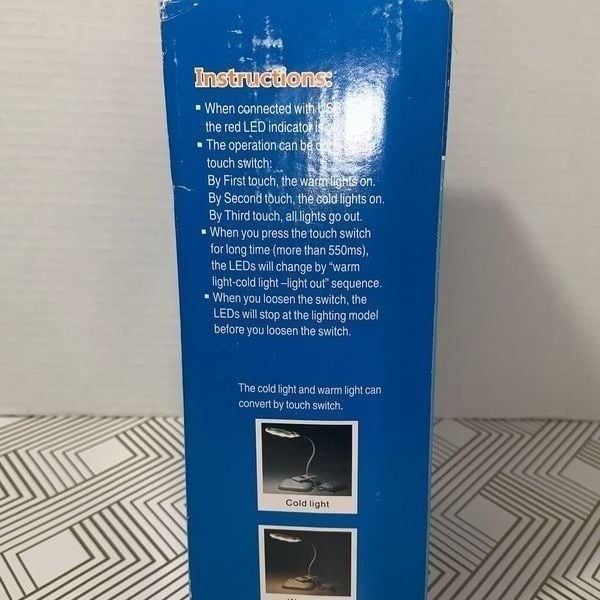 Instructions:
▪ When connected with USB
the red LED indicator is
▪ The operation can be
touch switch:
By First touch, the warm lights on.
By Second touch, the cold lights on.
By Third touch, all lights go out.
▪ When you press the touch switch
for long time (more than 550ms),
the LEDs will change by "warm
light-cold light –light out" sequence.
▪ When you loosen the switch, the
LEDs will stop at the lighting model
before you loosen the switch.
The cold light and warm light can
convert by touch switch.
Cold light